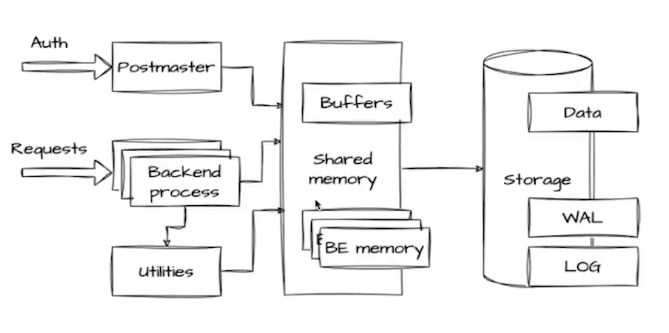 Auth
Postmaster
Requests
Backend
process
Utilities
Buffers
Shared
memory
BE memory
Storage
Data
WAL
LOG